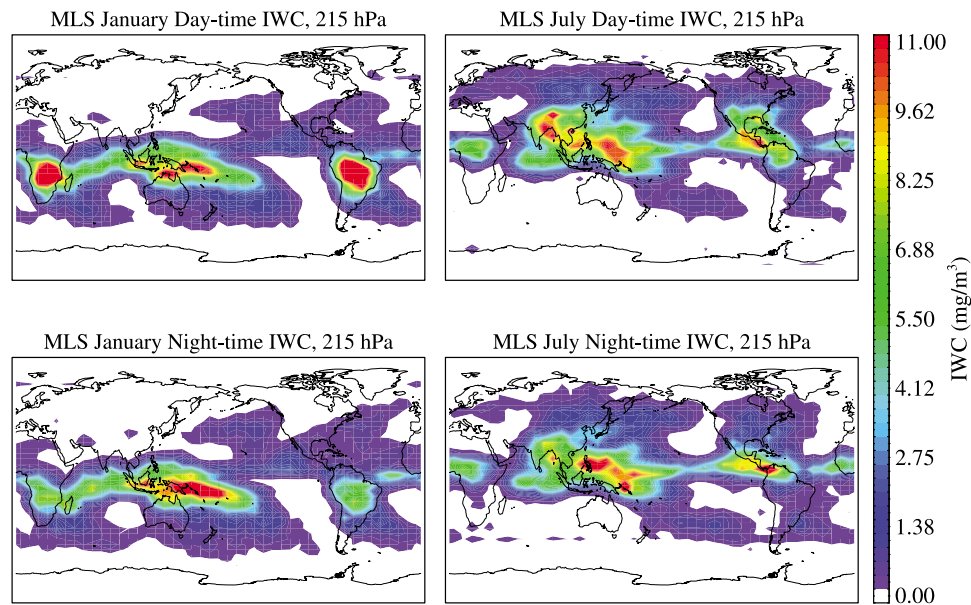 MLS January Day-time IWC, 215 hPa
MLS July Day-time IWC, 215 hPa
MLS January Night-time IWC, 215 hPa
MLS July Night-time IWC, 215 hPa
11.00
9.62
8.25
6.88
5.50
4.12
2.75
1.38
0.00
IWC (mg/m³)